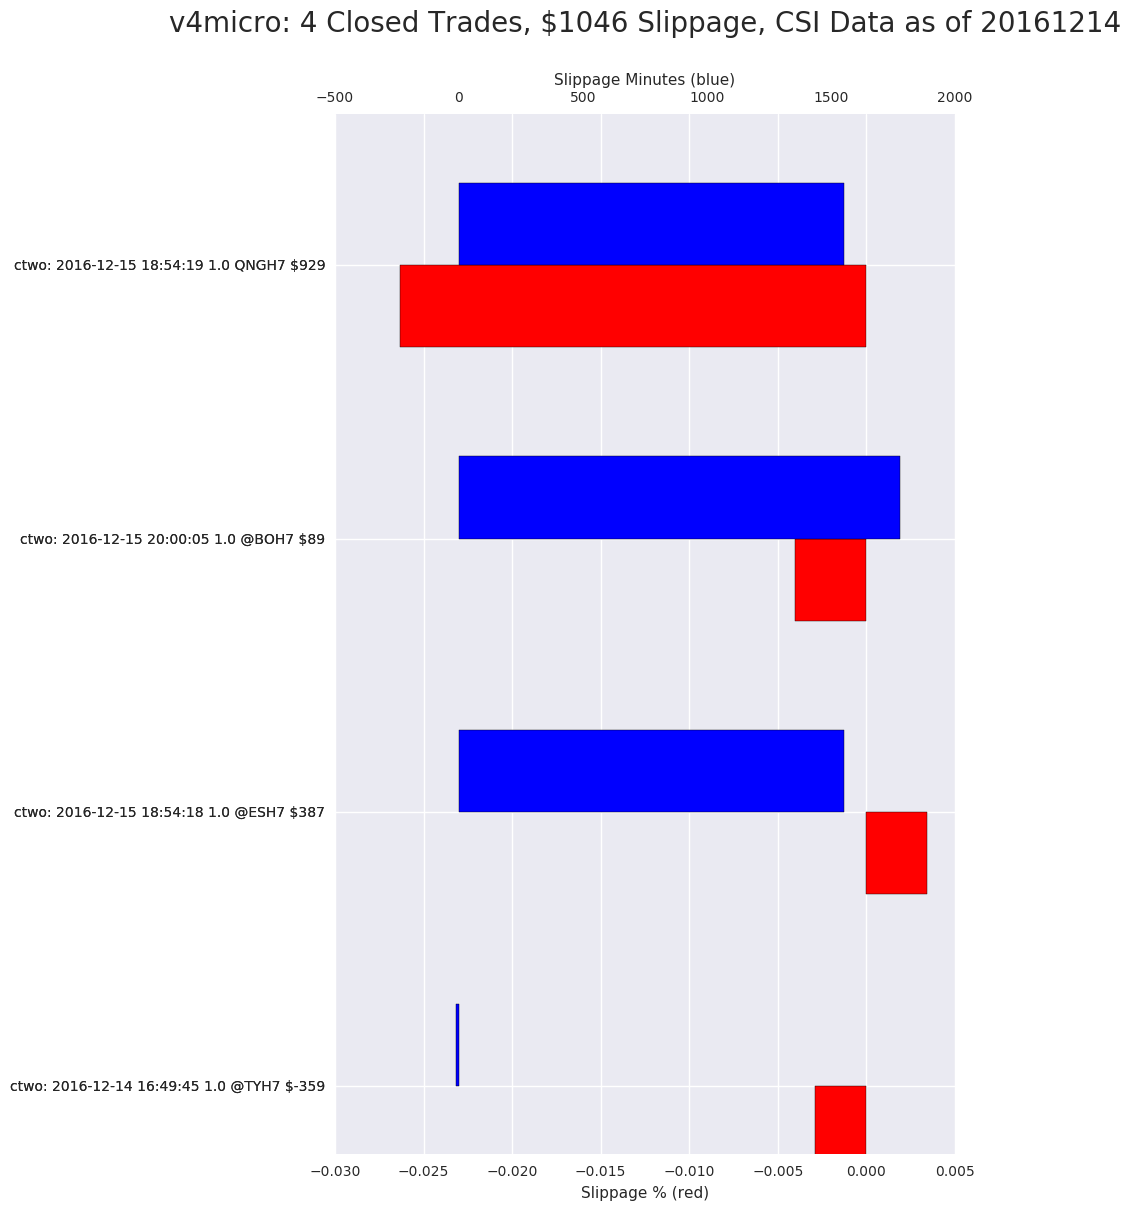 v4micro: 4 Closed Trades, $1046 Slippage, CSI Data as of 20161214
Slippage Minutes (blue)
−500 0 500 1000 1500 2000
ctwo: 2016-12-15 18:54:19 1.0 QNGH7 $929
ctwo: 2016-12-15 20:00:05 1.0 @BOH7 $89
ctwo: 2016-12-15 18:54:18 1.0 @ESH7 $387
ctwo: 2016-12-14 16:49:45 1.0 @TYH7 $-359
−0.030 −0.025 −0.020 −0.015 −0.010 −0.005 0.000 0.005
Slippage % (red)